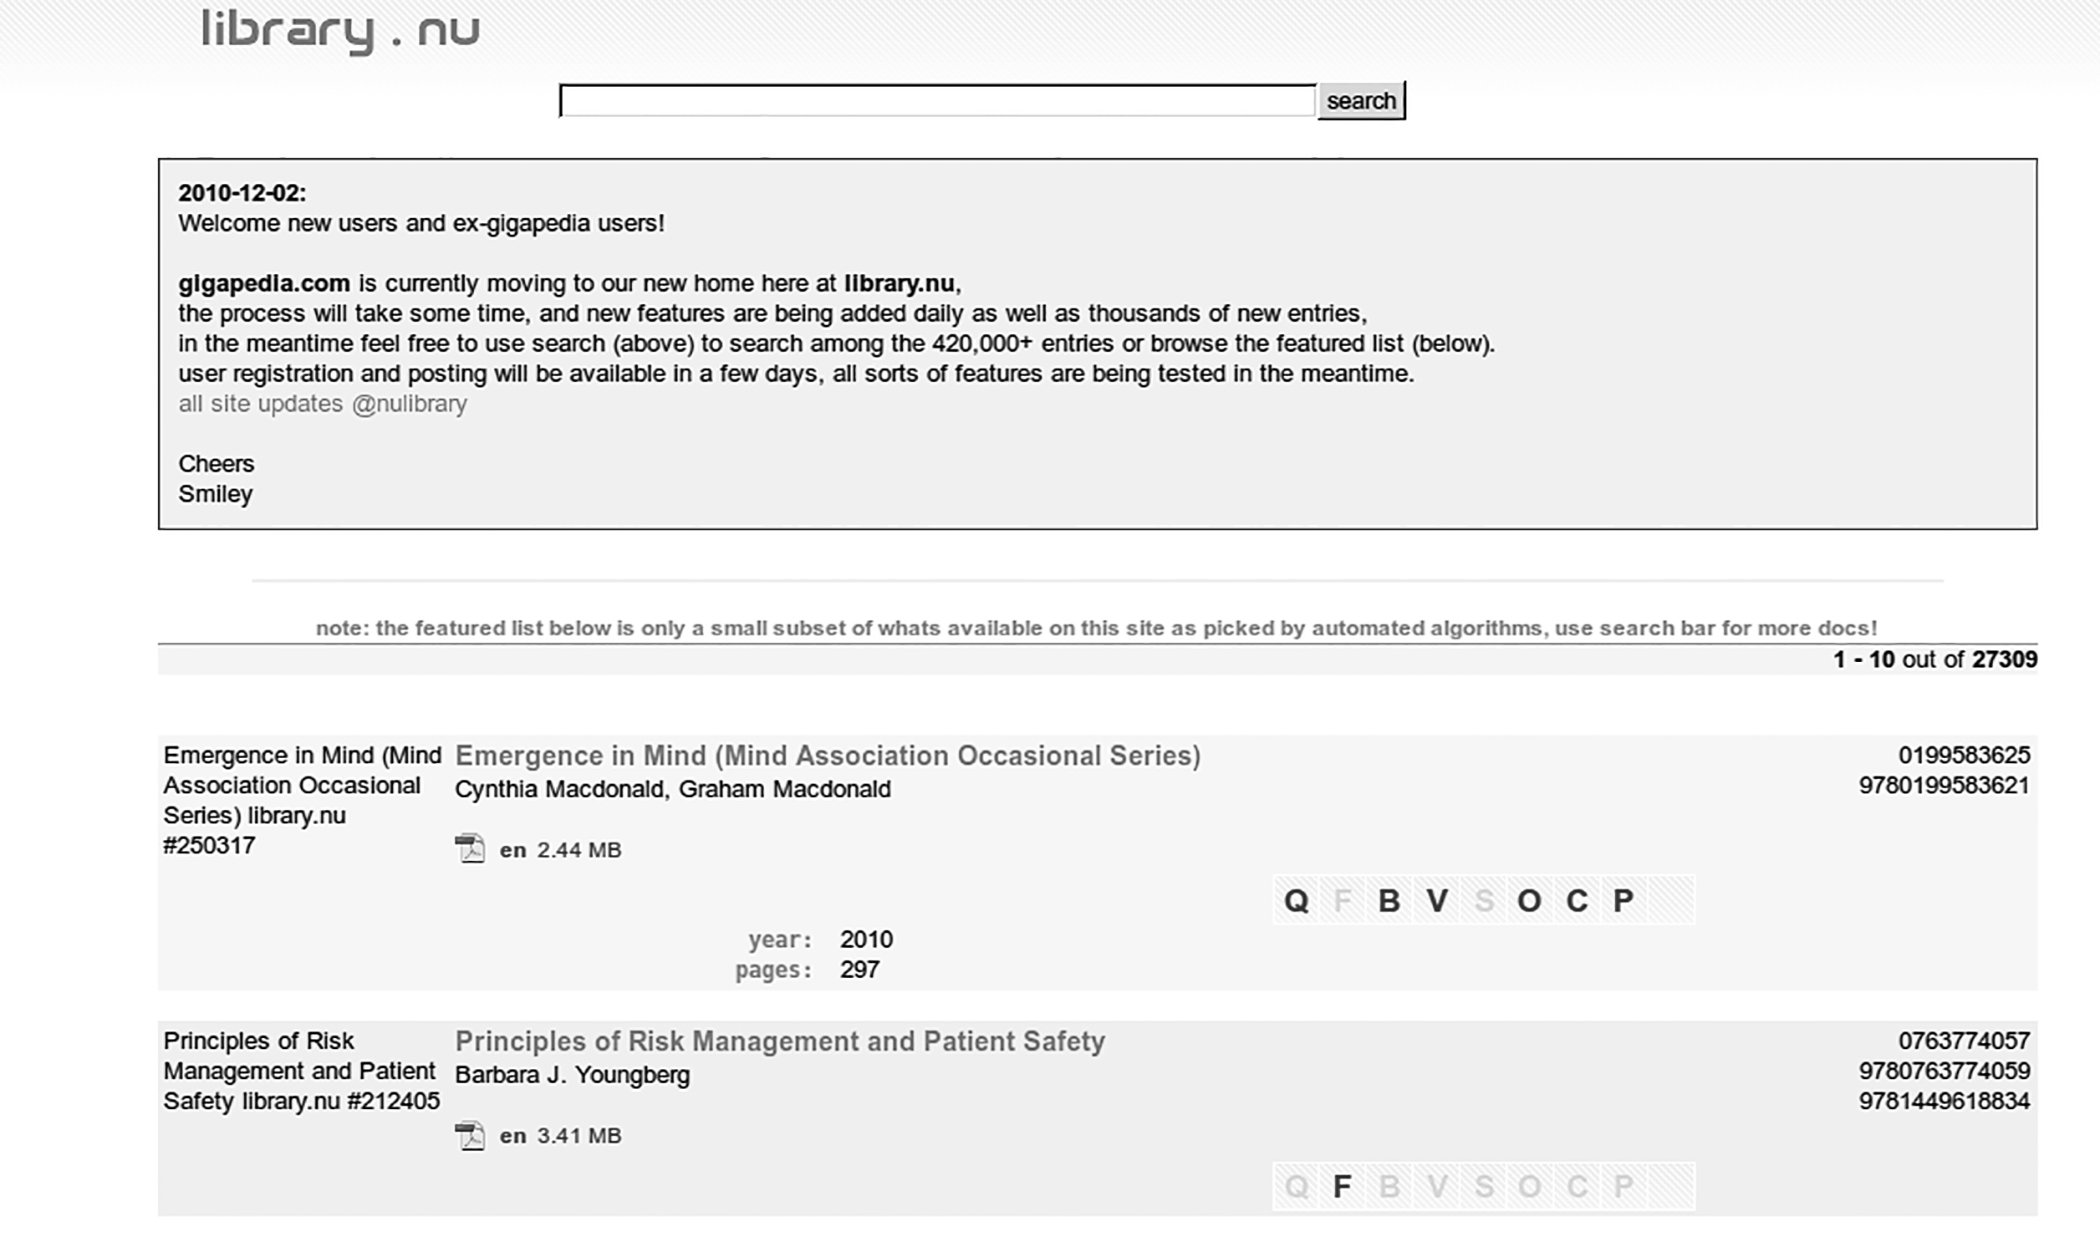 library . nu
search
2010-12-02:
Welcome new users and ex-gigapedia users!
gigapedia.com is currently moving to our new home here at library.nu,
the process will take some time, and new features are being added daily as well as thousands of new entries,
in the meantime feel free to use search (above) to search among the 420,000+ entries or browse the featured list (below).
user registration and posting will be available in a few days, all sorts of features are being tested in the meantime.
all site updates @nulibrary
Cheers
Smiley
note: the featured list below is only a small subset of whats available on this site as picked by automated algorithms, use search bar for more docs!
1 - 10 out of 27309
Emergence in Mind (Mind
Association Occasional
Series) library.nu
#250317
Emergence in Mind (Mind Association Occasional Series)
Cynthia Macdonald, Graham Macdonald
en 2.44 MB
0199583625
9780199583621
Q F B V S O C P
year: 2010
pages: 297
Principles of Risk
Management and Patient
Safety library.nu #212405
Principles of Risk Management and Patient Safety
Barbara J. Youngberg
en 3.41 MB
0763774057
9780763774059
9781449618834
Q F B V S O C P